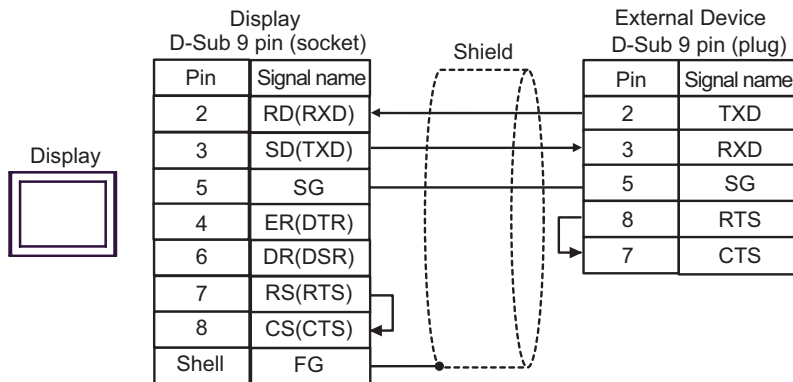 Display
D-Sub 9 pin (socket)
External Device
D-Sub 9 pin (plug)
Shield
Display
Pin Signal name
2 RD(RXD)
3 SD(TXD)
5 SG
4 ER(DTR)
6 DR(DSR)
7 RS(RTS)
8 CS(CTS)
Shell FG
Pin Signal name
2 TXD
3 RXD
5 SG
8 RTS
7 CTS